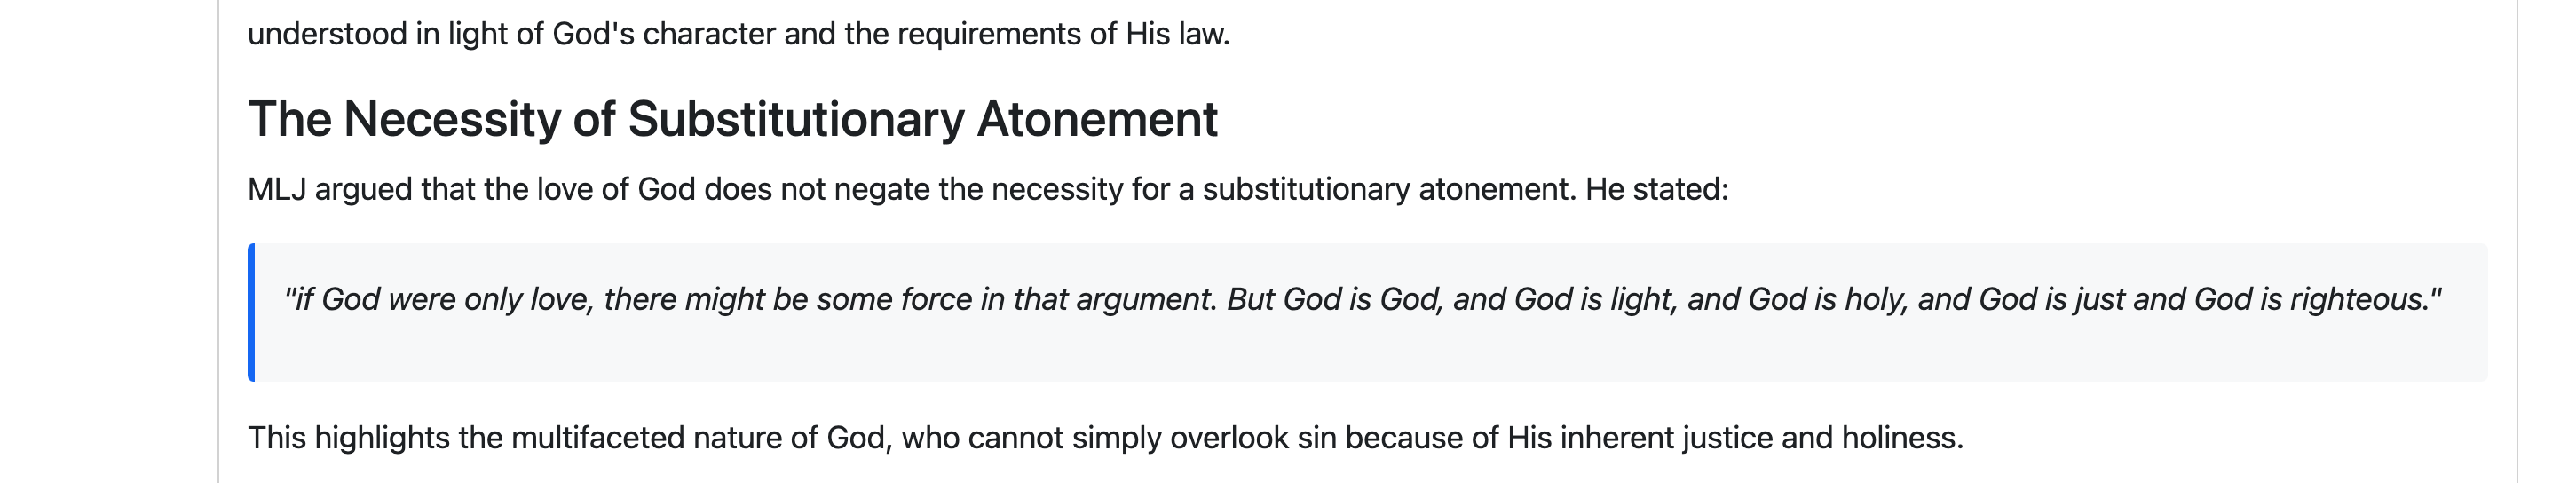 understood in light of God's character and the requirements of His law.
The Necessity of Substitutionary Atonement
MLJ argued that the love of God does not negate the necessity for a substitutionary atonement. He stated:
"if God were only love, there might be some force in that argument. But God is God, and God is light, and God is holy, and God is just and God is righteous."
This highlights the multifaceted nature of God, who cannot simply overlook sin because of His inherent justice and holiness.